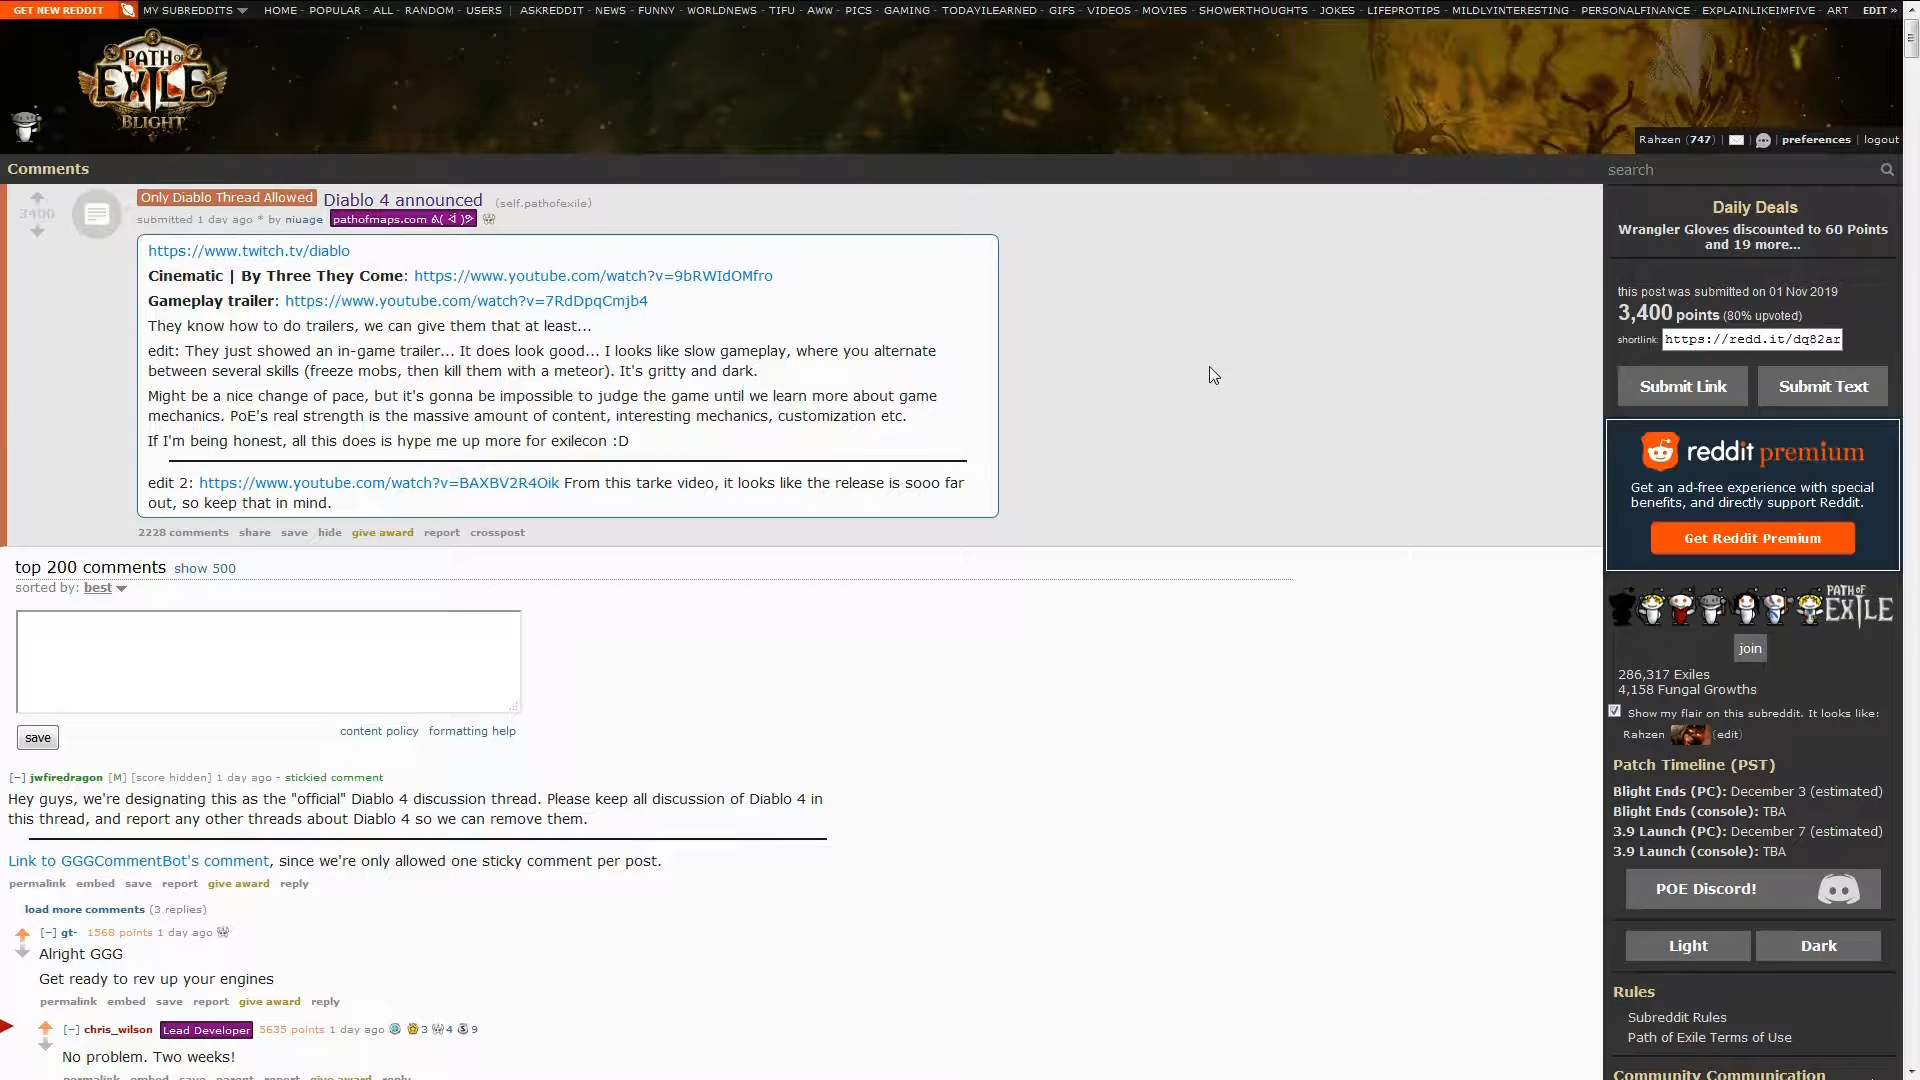 GET NEW REDDIT MY SUBREDDITS HOME - POPULAR - ALL - RANDOM - USERS | ASKREDDIT - NEWS - FUNNY - WORLDNEWS - TIFU - AWW - PICS - GAMING - TODAYILEARNED - GIFS - VIDEOS - MOVIES - SHOWERTHOUGHTS - JOKES - LIFEPROTIPS - MILDLYINTERESTING - PERSONALFINANCE - EXPLAINLIKEIMFIVE - ART EDIT »
PATH OF
EXILE
BLIGHT
Rahzen (747) | | | preferences | logout
Comments
3400
Only Diablo Thread Allowed Diablo 4 announced (self.pathofexile)
submitted 1 day ago * by niuage pathofmaps.com
https://www.twitch.tv/diablo
Cinematic | By Three They Come: https://www.youtube.com/watch?v=9bRWIdOMfro
Gameplay trailer: https://www.youtube.com/watch?v=7RdDpqCmjb4
They know how to do trailers, we can give them that at least...
edit: They just showed an in-game trailer... It does look good... I looks like slow gameplay, where you alternate
between several skills (freeze mobs, then kill them with a meteor). It's gritty and dark.
Might be a nice change of pace, but it's gonna be impossible to judge the game until we learn more about game
mechanics. PoE's real strength is the massive amount of content, interesting mechanics, customization etc.
If I'm being honest, all this does is hype me up more for exilecon :D
edit 2: https://www.youtube.com/watch?v=BAXBV2R4Oik From this tarke video, it looks like the release is sooo far
out, so keep that in mind.
2228 comments share save hide give award report crosspost
top 200 comments show 500
sorted by: best
save
content policy formatting help
[–] jwfiredragon [M] [score hidden] 1 day ago - stickied comment
Hey guys, we're designating this as the "official" Diablo 4 discussion thread. Please keep all discussion of Diablo 4 in
this thread, and report any other threads about Diablo 4 so we can remove them.
Link to GGGCommentBot's comment, since we're only allowed one sticky comment per post.
permalink embed save report give award reply
load more comments (3 replies)
[–] gt- 1568 points 1 day ago
Alright GGG
Get ready to rev up your engines
permalink embed save report give award reply
[–] chris_wilson Lead Developer 5635 points 1 day ago 3 4 9
No problem. Two weeks!
permalink embed save parent report give award reply
search
Daily Deals
Wrangler Gloves discounted to 60 Points
and 19 more...
this post was submitted on 01 Nov 2019
3,400 points (80% upvoted)
shortlink: https://redd.it/dq82ar
Submit Link Submit Text
reddit premium
Get an ad-free experience with special
benefits, and directly support Reddit.
Get Reddit Premium
PATH OF
EXILE
join
286,317 Exiles
4,158 Fungal Growths
Show my flair on this subreddit. It looks like:
Rahzen (edit)
Patch Timeline (PST)
Blight Ends (PC): December 3 (estimated)
Blight Ends (console): TBA
3.9 Launch (PC): December 7 (estimated)
3.9 Launch (console): TBA
POE Discord!
Light Dark
Rules
Subreddit Rules
Path of Exile Terms of Use
Community Communication